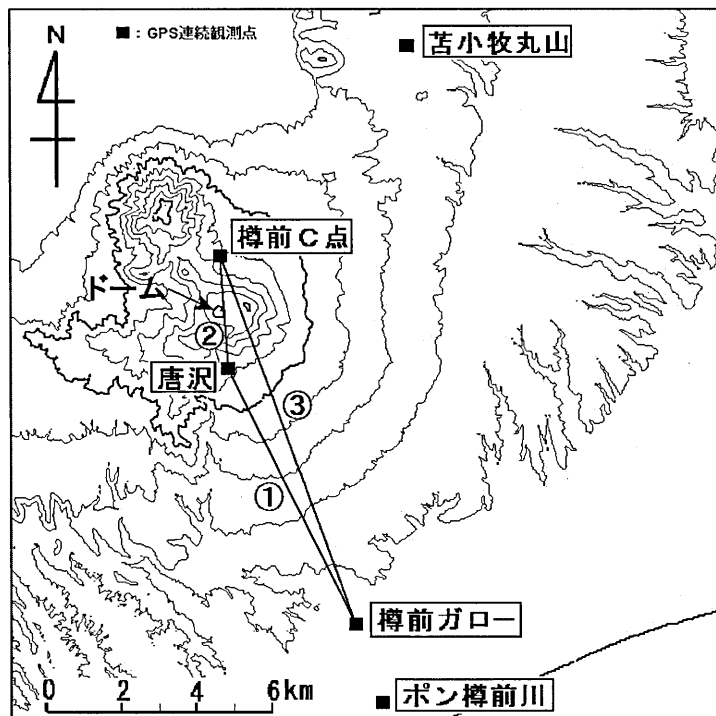 N
■：GPS連続観測点
苫小牧丸山
樽前C点
ドーム
②
唐沢
③
①
樽前ガロー
0 2 4 6km
ポン樽前川